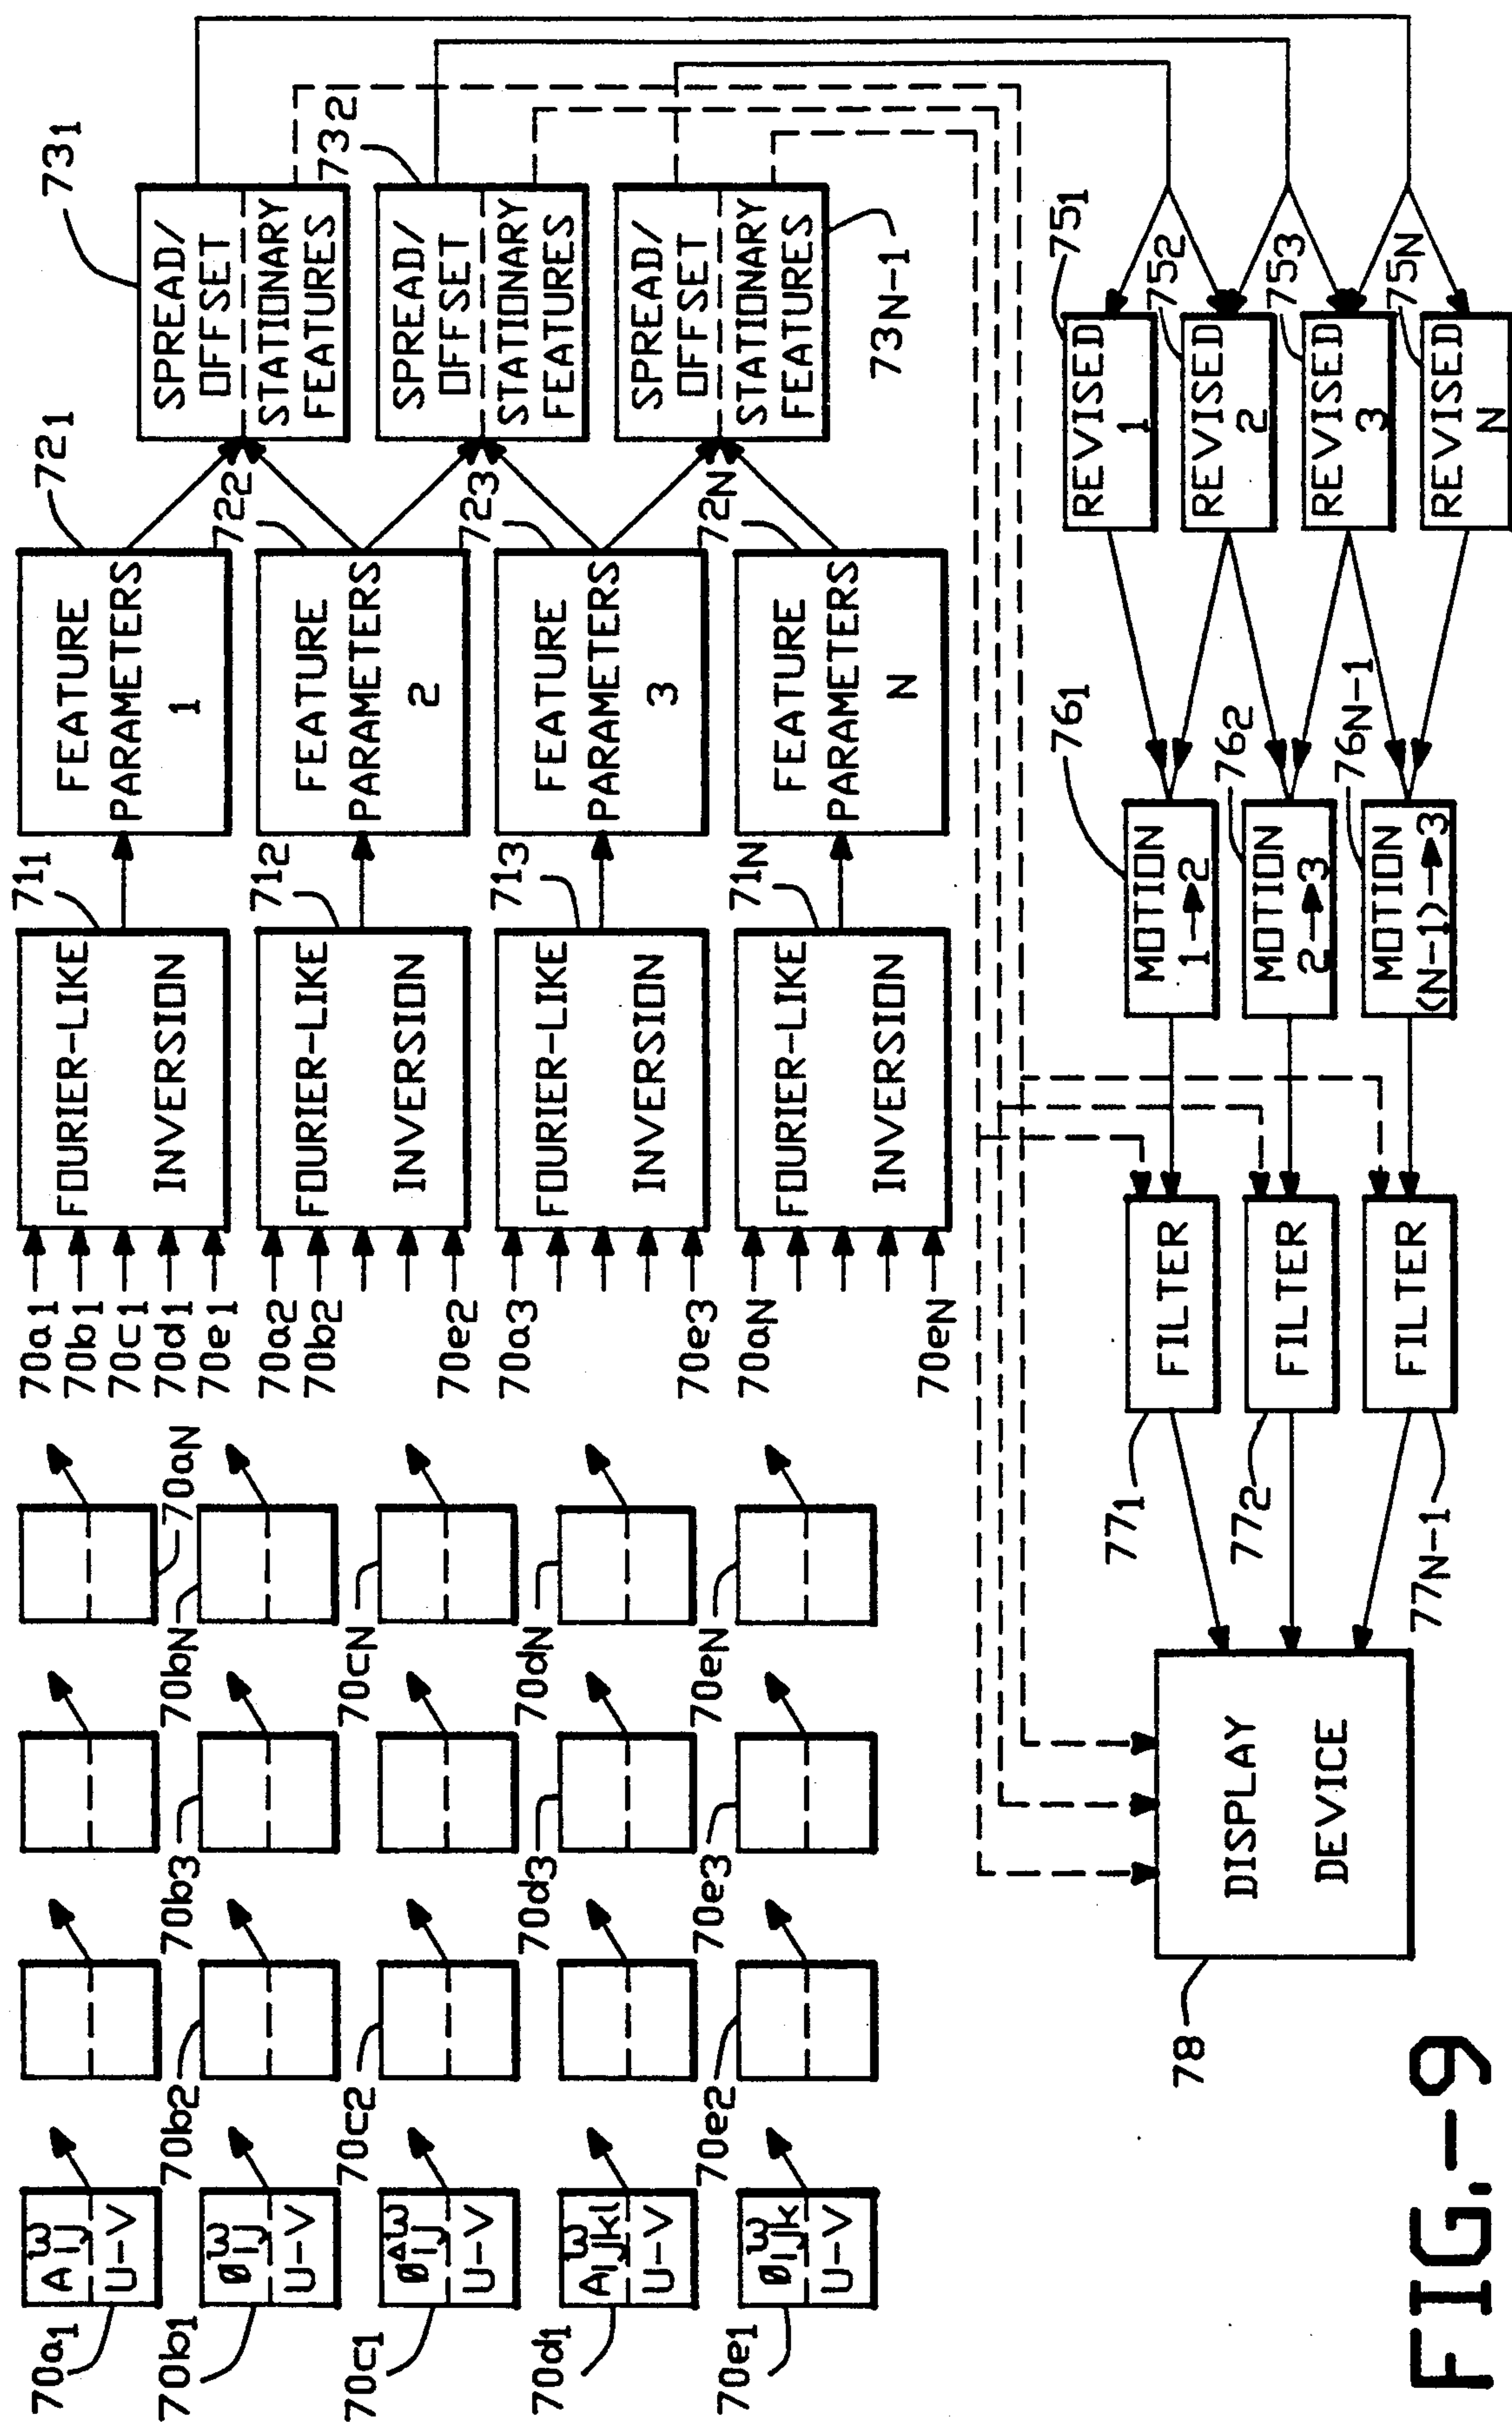 70a1
A ω ij
U-V
70b1
Ø ω ij
U-V
70c1
Ø^ω ij
U-V
70d1
A ω ijkl
U-V
70e1
Ø ω ijk
U-V
70b2
70c2
70e2
70b3
70d3
70e3
70aN
70bN
70cN
70dN
70eN
70a1
70b1
70c1
70d1
70e1
70a2
70b2
70e2
70a3
70e3
70aN
70eN
711
FOURIER-LIKE
INVERSION
712
FOURIER-LIKE
INVERSION
713
FOURIER-LIKE
INVERSION
71N
FOURIER-LIKE
INVERSION
721
FEATURE
PARAMETERS
1
722
FEATURE
PARAMETERS
2
723
FEATURE
PARAMETERS
3
72N
FEATURE
PARAMETERS
N
731
SPREAD/
OFFSET
STATIONARY
FEATURES
732
SPREAD/
OFFSET
STATIONARY
FEATURES
73N-1
SPREAD/
OFFSET
STATIONARY
FEATURES
751
REVISED
1
752
REVISED
2
753
REVISED
3
75N
REVISED
N
761
MOTION
1→2
762
MOTION
2→3
76N-1
MOTION
(N-1)→3
771
FILTER
772
FILTER
77N-1
FILTER
78
DISPLAY
DEVICE
FIG.-9